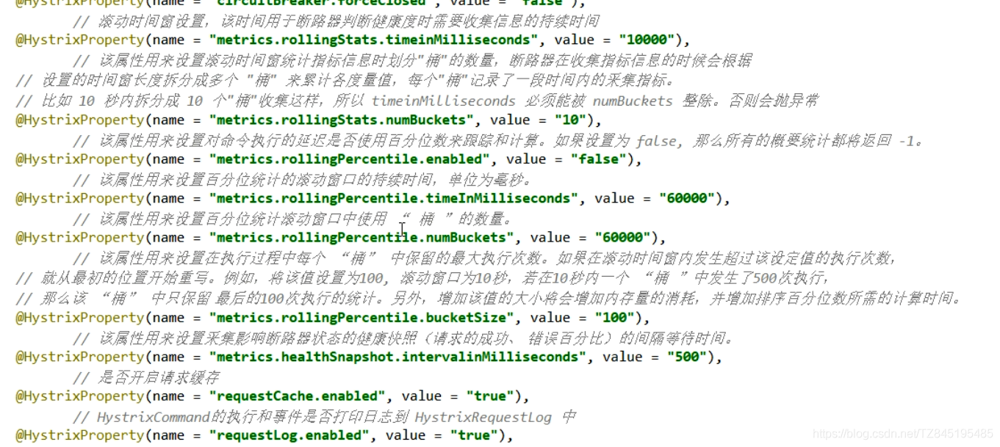 @HystrixProperty(name = "circuitBreaker.forceClosed", value = "false"),
// 滚动时间窗设置，该时间用于断路器判断健康度时需要收集信息的持续时间
@HystrixProperty(name = "metrics.rollingStats.timeinMilliseconds", value = "10000"),
// 该属性用来设置滚动时间窗统计指标信息时划分"桶"的数量，断路器在收集指标信息的时候会根据
// 设置的时间窗长度拆分成多个 "桶" 来累计各度量值，每个"桶"记录了一段时间内的采集指标。
// 比如 10 秒内拆分成 10 个"桶"收集这样，所以 timeinMilliseconds 必须能被 numBuckets 整除。否则会抛异常
@HystrixProperty(name = "metrics.rollingStats.numBuckets", value = "10"),
// 该属性用来设置对命令执行的延迟是否使用百分位数来跟踪和计算。如果设置为 false, 那么所有的概要统计都将返回 -1。
@HystrixProperty(name = "metrics.rollingPercentile.enabled", value = "false"),
// 该属性用来设置百分位统计的滚动窗口的持续时间，单位为毫秒。
@HystrixProperty(name = "metrics.rollingPercentile.timeInMilliseconds", value = "60000"),
// 该属性用来设置百分位统计滚动窗口中使用 “ 桶 ”的数量。
@HystrixProperty(name = "metrics.rollingPercentile.numBuckets", value = "60000"),
// 该属性用来设置在执行过程中每个 “桶” 中保留的最大执行次数。如果在滚动时间窗内发生超过该设定值的执行次数，
// 就从最初的位置开始重写。例如，将该值设置为100, 滚动窗口为10秒，若在10秒内一个 “桶 ”中发生了500次执行，
// 那么该 “桶” 中只保留 最后的100次执行的统计。另外，增加该值的大小将会增加内存量的消耗，并增加排序百分位数所需的计算时间。
@HystrixProperty(name = "metrics.rollingPercentile.bucketSize", value = "100"),
// 该属性用来设置采集影响断路器状态的健康快照（请求的成功、 错误百分比）的间隔等待时间。
@HystrixProperty(name = "metrics.healthSnapshot.intervalinMilliseconds", value = "500"),
// 是否开启请求缓存
@HystrixProperty(name = "requestCache.enabled", value = "true"),
// HystrixCommand的执行和事件是否打印日志到 HystrixRequestLog 中
@HystrixProperty(name = "requestLog.enabled", value = "true"),
https://blog.csdn.net/TZ845195485